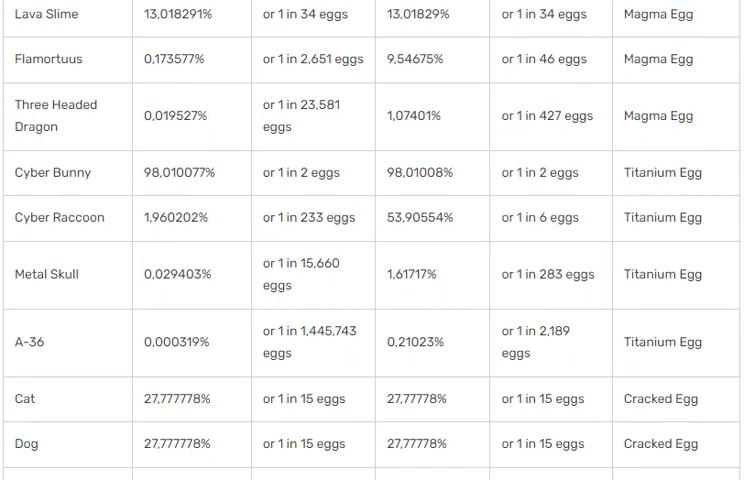 Lava Slime 13,018291% or 1 in 34 eggs 13,01829% or 1 in 34 eggs Magma Egg
Flamortuus 0,173577% or 1 in 2,651 eggs 9,54675% or 1 in 46 eggs Magma Egg
Three Headed Dragon 0,019527% or 1 in 23,581 eggs 1,07401% or 1 in 427 eggs Magma Egg
Cyber Bunny 98,010077% or 1 in 2 eggs 98,01008% or 1 in 2 eggs Titanium Egg
Cyber Raccoon 1,960202% or 1 in 233 eggs 53,90554% or 1 in 6 eggs Titanium Egg
Metal Skull 0,029403% or 1 in 15,660 eggs 1,61717% or 1 in 283 eggs Titanium Egg
A-36 0,000319% or 1 in 1,445,743 eggs 0,21023% or 1 in 2,189 eggs Titanium Egg
Cat 27,777778% or 1 in 15 eggs 27,77778% or 1 in 15 eggs Cracked Egg
Dog 27,777778% or 1 in 15 eggs 27,77778% or 1 in 15 eggs Cracked Egg